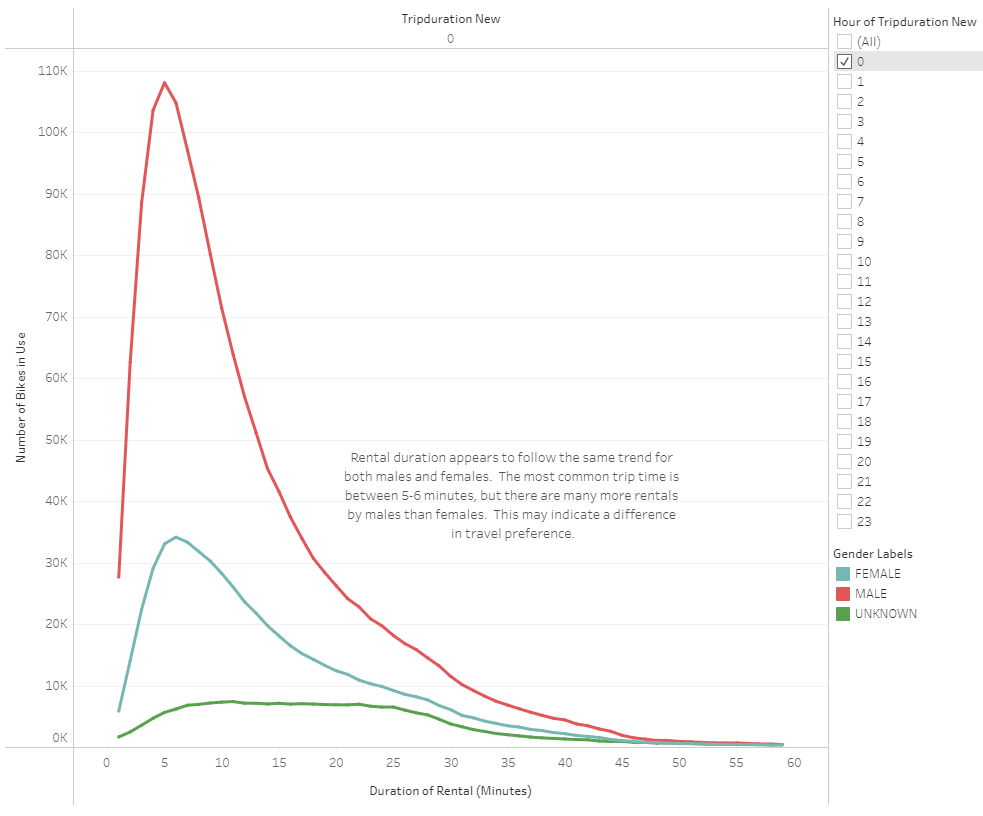 Tripduration New
0
110K
100K
90K
80K
70K
60K
50K
40K
30K
20K
10K
0K
Number of Bikes in Use
Rental duration appears to follow the same trend for
both males and females. The most common trip time is
between 5-6 minutes, but there are many more rentals
by males than females. This may indicate a difference
in travel preference.
0 5 10 15 20 25 30 35 40 45 50 55 60
Duration of Rental (Minutes)
Hour of Tripduration New
(All)
0
1
2
3
4
5
6
7
8
9
10
11
12
13
14
15
16
17
18
19
20
21
22
23
Gender Labels
FEMALE
MALE
UNKNOWN